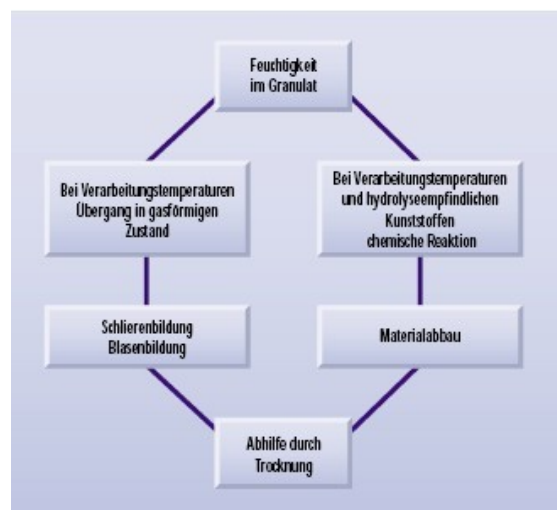 Feuchtigkeit
im Granulat
Bei Verarbeitungstemperaturen
Übergang in gasförmigen
Zustand
Bei Verarbeitungstemperaturen
und hydrolyseempfindlichen
Kunststoffen
chemische Reaktion
Schlierenbildung
Blasenbildung
Materialabbau
Abhilfe durch
Trocknung